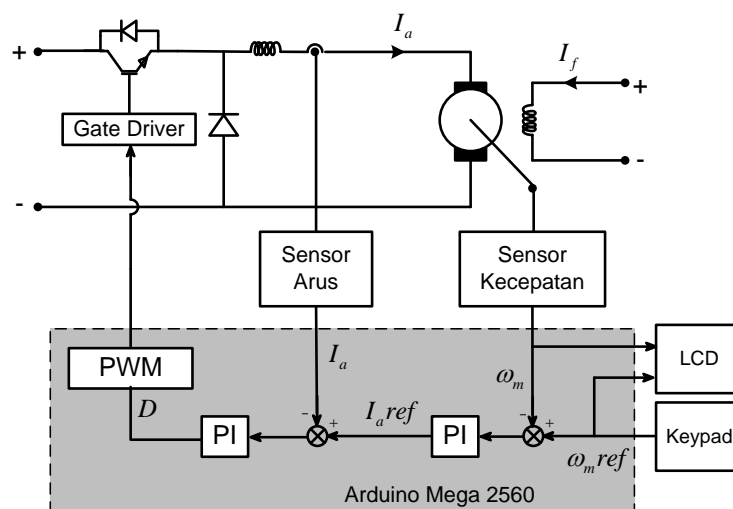 +
I_a
I_f
+
Gate Driver
-
-
Sensor
Arus
Sensor
Kecepatan
PWM
I_a
ω_m
LCD
D
-
+
I_a ref
-
+
PI
PI
ω_m ref
Keypad
Arduino Mega 2560